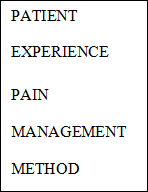 PATIENT
EXPERIENCE
PAIN
MANAGEMENT
METHOD